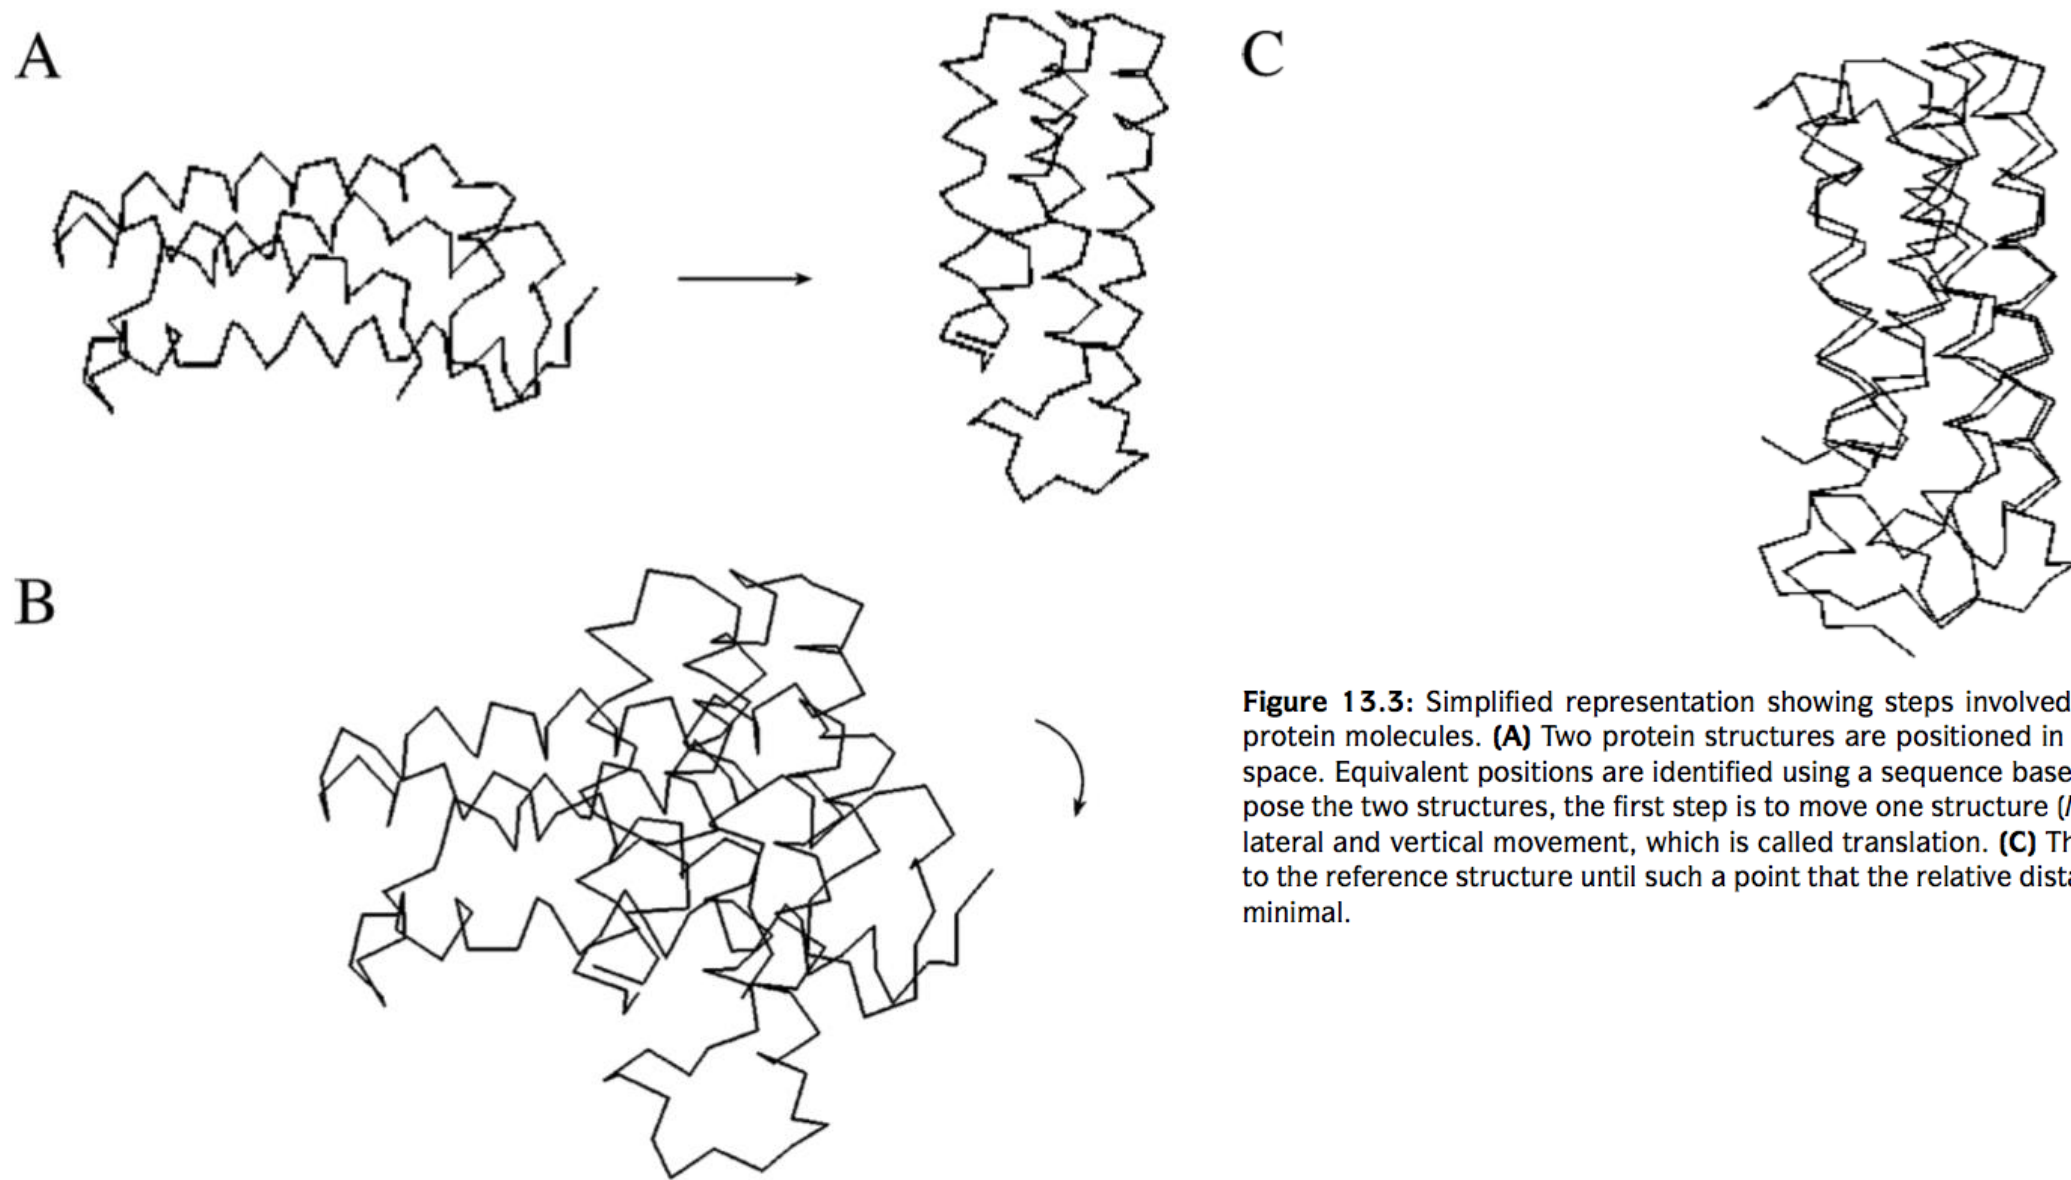 A
C
B
Figure 13.3: Simplified representation showing steps involved
protein molecules. (A) Two protein structures are positioned in
space. Equivalent positions are identified using a sequence base
pose the two structures, the first step is to move one structure (
lateral and vertical movement, which is called translation. (C) Th
to the reference structure until such a point that the relative dista
minimal.